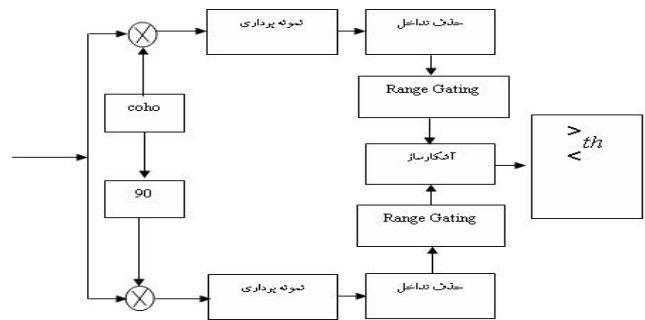 نمونه برداری
حذف تداخل
Range Gating
coho
> th <
آشکارساز
90
Range Gating
نمونه برداری
حذف تداخل